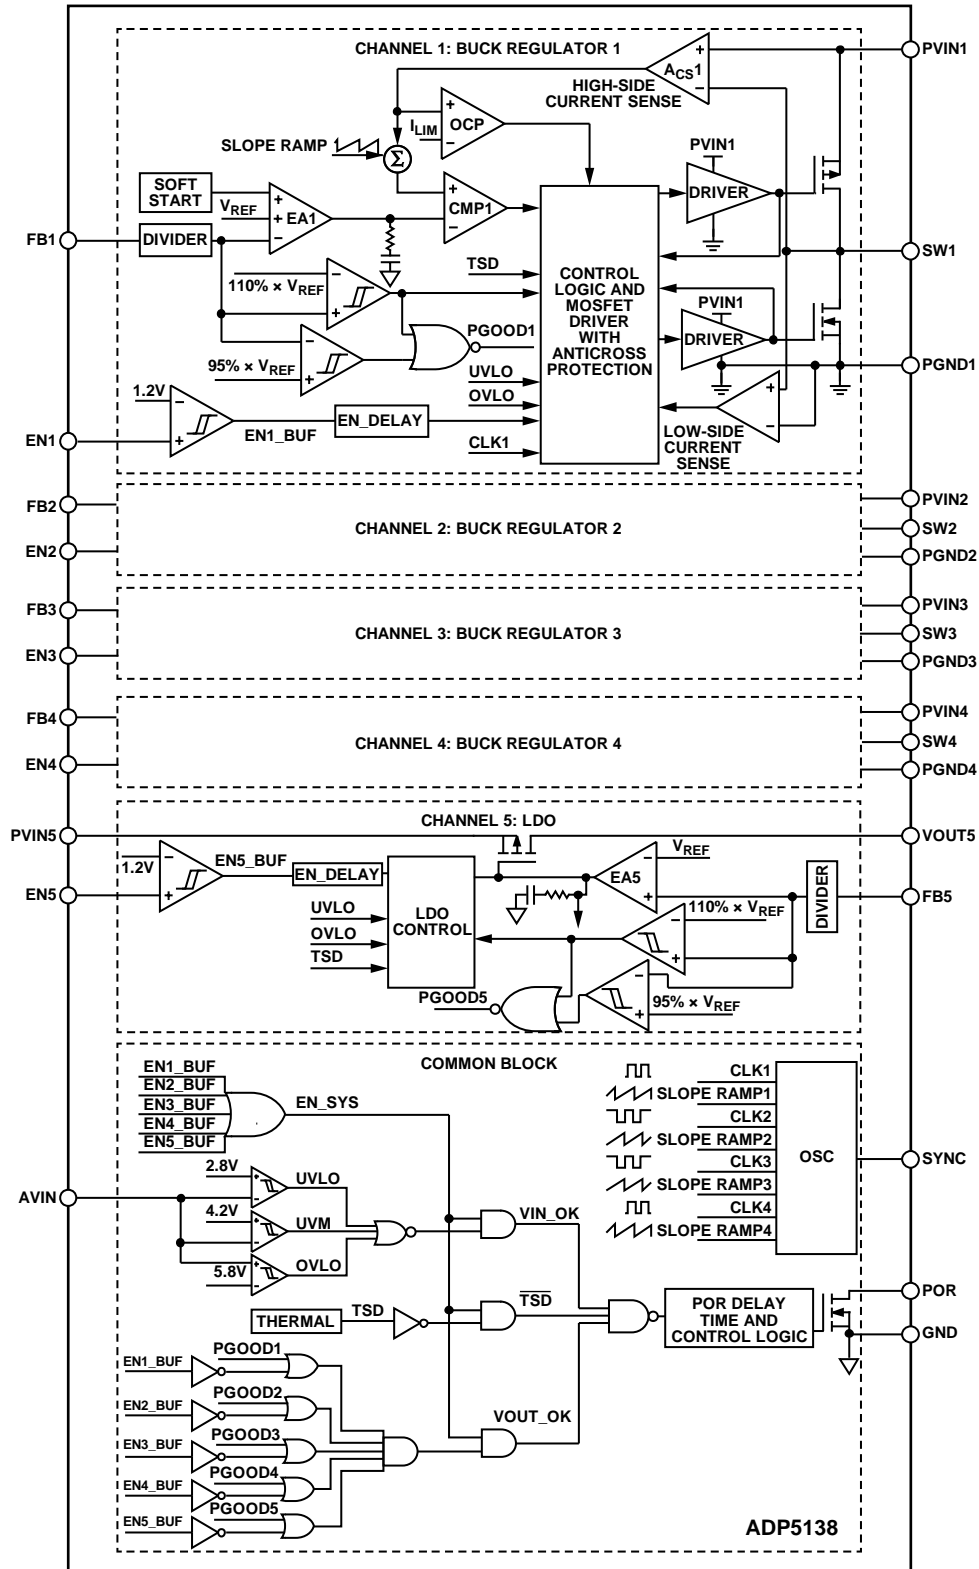 CHANNEL 1: BUCK REGULATOR 1
PVIN1
ACS1
HIGH-SIDE
CURRENT SENSE
+
−
ILIM
+
−
OCP
SLOPE RAMP
Σ
PVIN1
DRIVER
SOFT
START
VREF
+
+
−
EA1
+
−
CMP1
FB1
DIVIDER
SW1
TSD
CONTROL
LOGIC AND
MOSFET
DRIVER
WITH
ANTICROSS
PROTECTION
110% × VREF
−
+
PVIN1
DRIVER
PGOOD1
95% × VREF
−
+
PGND1
UVLO
OVLO
1.2V
−
+
EN1
EN1_BUF
EN_DELAY
CLK1
+
−
LOW-SIDE
CURRENT
SENSE
FB2
EN2
CHANNEL 2: BUCK REGULATOR 2
PVIN2
SW2
PGND2
FB3
EN3
CHANNEL 3: BUCK REGULATOR 3
PVIN3
SW3
PGND3
FB4
EN4
CHANNEL 4: BUCK REGULATOR 4
PVIN4
SW4
PGND4
CHANNEL 5: LDO
PVIN5
VOUT5
1.2V
−
+
EN5
EN5_BUF
EN_DELAY
LDO
CONTROL
EA5
−
+
VREF
DIVIDER
FB5
UVLO
OVLO
TSD
110% × VREF
−
+
PGOOD5
−
+
95% × VREF
COMMON BLOCK
EN1_BUF
EN2_BUF
EN3_BUF
EN4_BUF
EN5_BUF
EN_SYS
CLK1
SLOPE RAMP1
CLK2
SLOPE RAMP2
CLK3
SLOPE RAMP3
CLK4
SLOPE RAMP4
OSC
SYNC
AVIN
2.8V
+
−
UVLO
4.2V
+
−
UVM
5.8V
+
−
OVLO
VIN_OK
THERMAL
TSD
TSD
POR DELAY
TIME AND
CONTROL LOGIC
POR
GND
EN1_BUF
PGOOD1
EN2_BUF
PGOOD2
EN3_BUF
PGOOD3
EN4_BUF
PGOOD4
EN5_BUF
PGOOD5
VOUT_OK
ADP5138